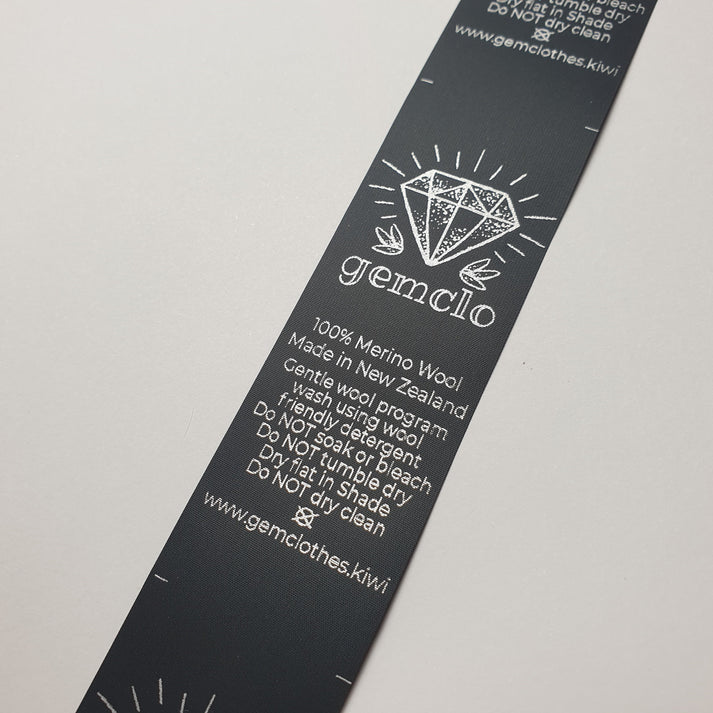 bleach
Do NOT tumble dry
Dry flat in Shade
Do NOT dry clean
www.gemclothes.kiwi
gemclo
100% Merino Wool
Made in New Zealand
Gentle wool program
wash using wool
friendly detergent
Do NOT soak or bleach
Do NOT tumble dry
Dry flat in Shade
Do NOT dry clean
www.gemclothes.kiwi